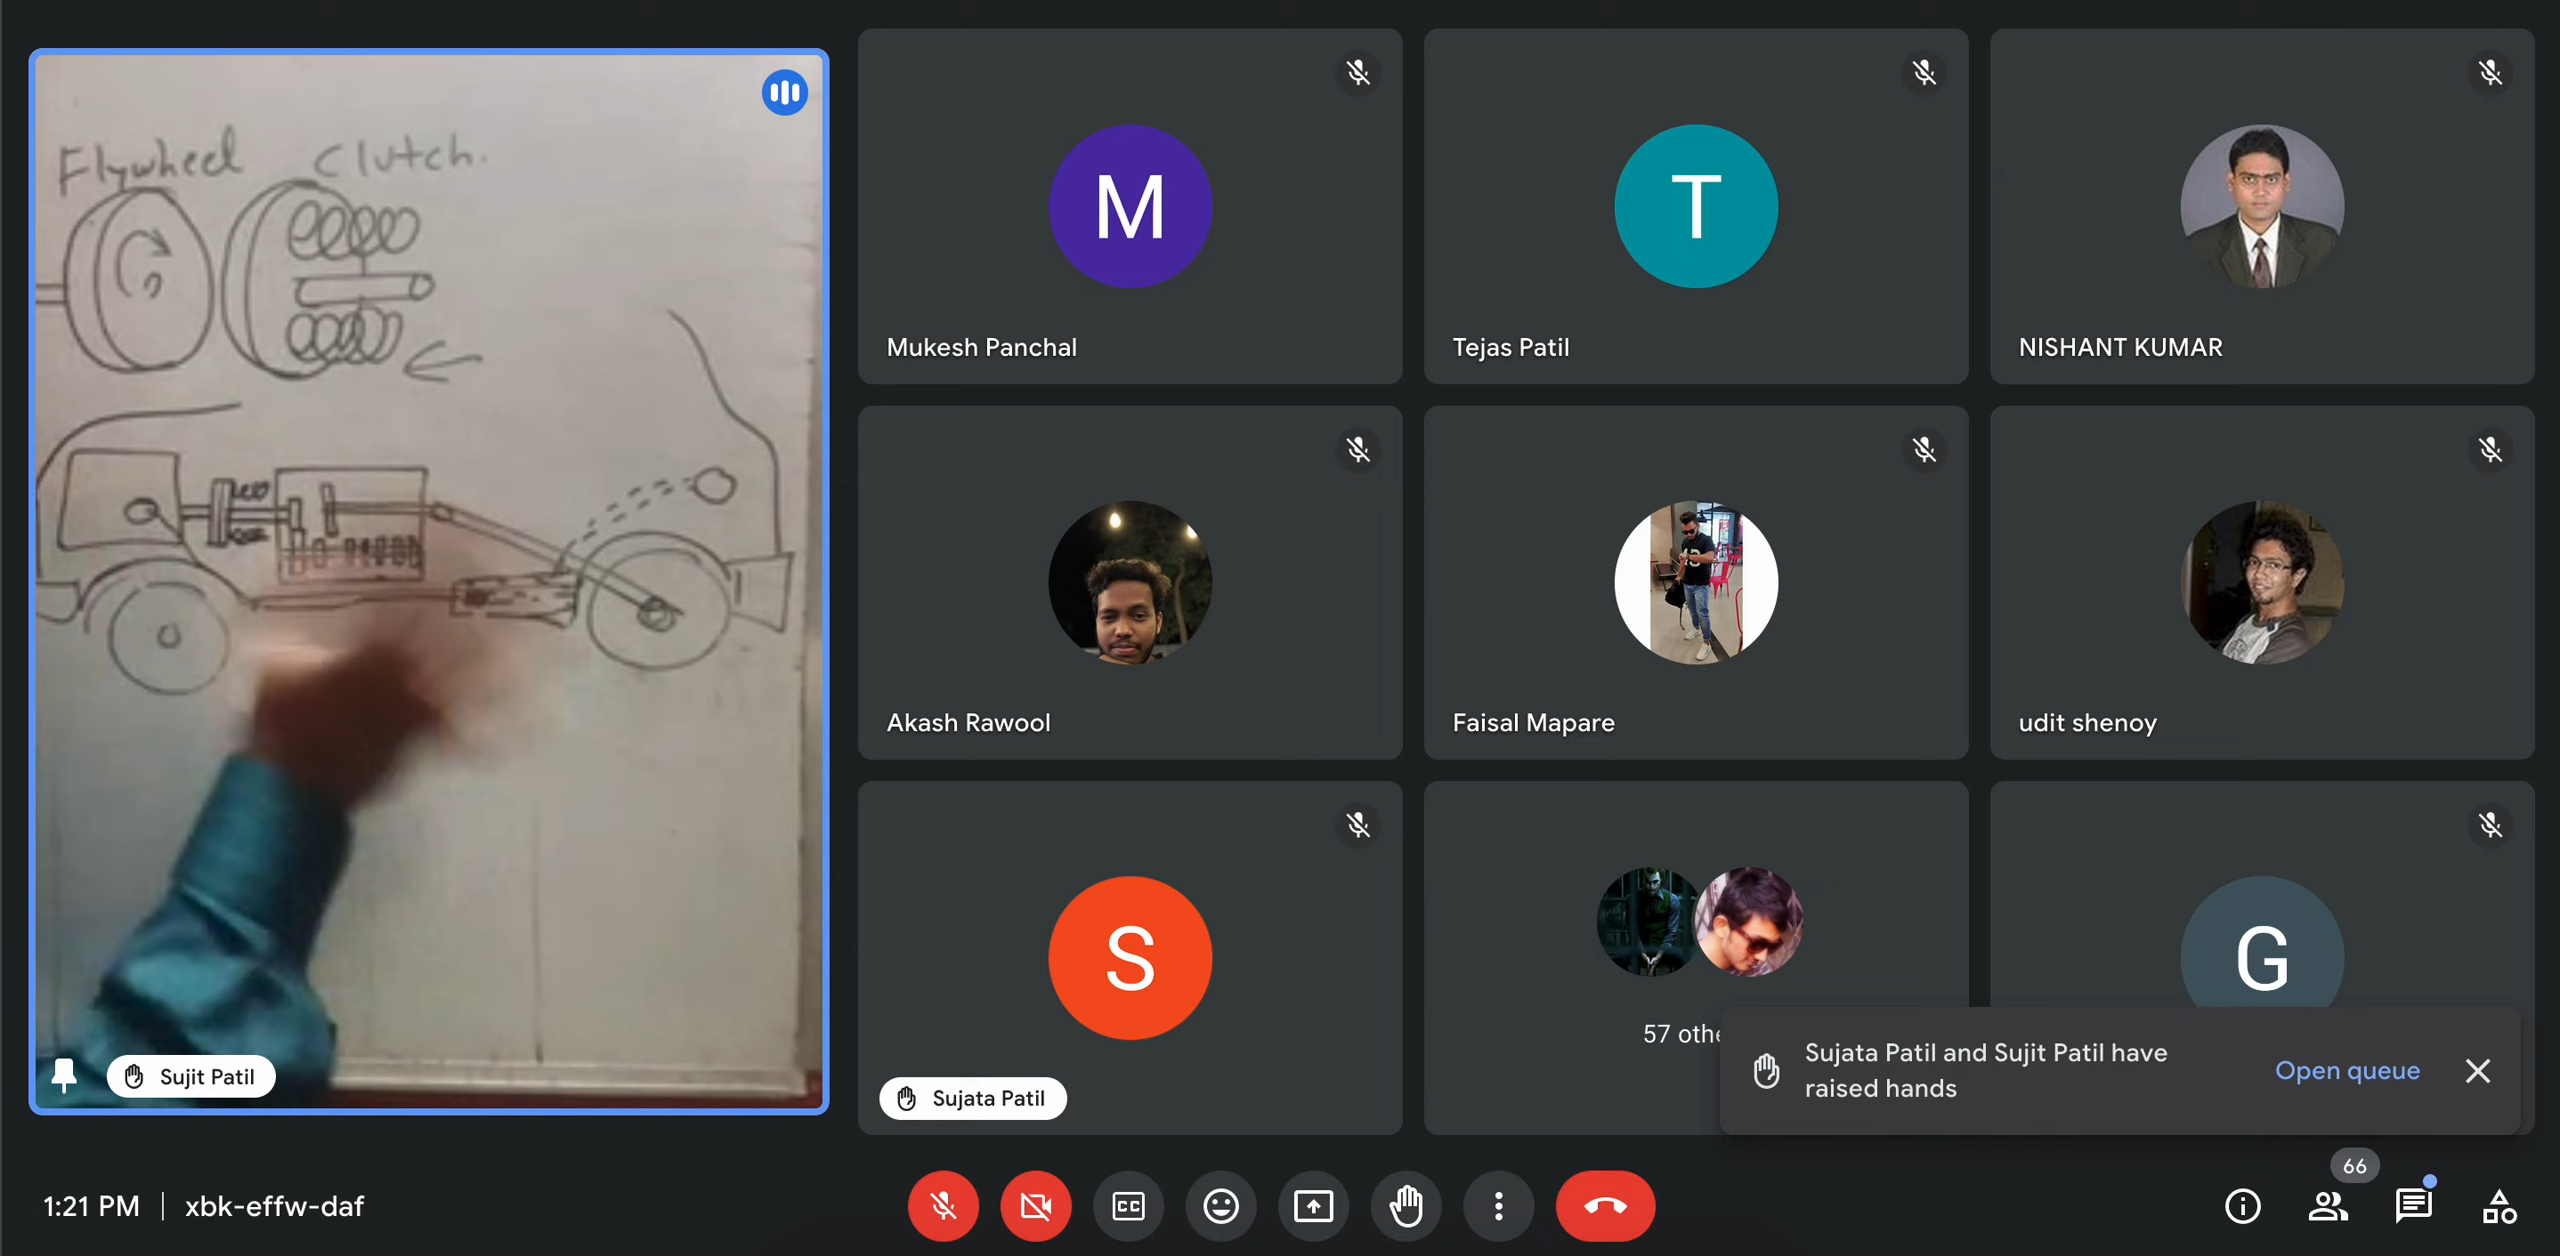 Flywheel Clutch.
Sujit Patil
M
Mukesh Panchal
T
Tejas Patil
NISHANT KUMAR
Akash Rawool
Faisal Mapare
udit shenoy
S
Sujata Patil
57 othe
G
Sujata Patil and Sujit Patil have
raised hands
Open queue
1:21 PM | xbk-effw-daf
CC
66